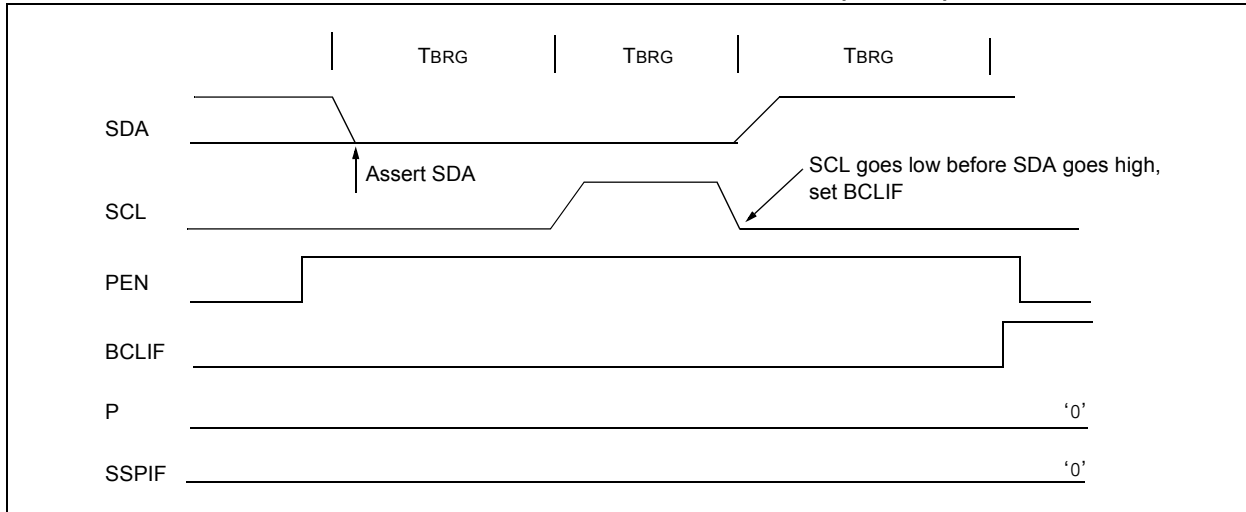 TBRG TBRG TBRG
SDA
Assert SDA
SCL goes low before SDA goes high,
set BCLIF
SCL
PEN
BCLIF
P '0'
SSPIF '0'